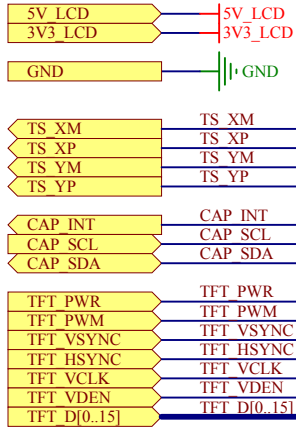 5V_LCD 5V_LCD
3V3_LCD 3V3_LCD
GND GND
TS_XM TS_XM
TS_XP TS_XP
TS_YM TS_YM
TS_YP TS_YP
CAP_INT CAP_INT
CAP_SCL CAP_SCL
CAP_SDA CAP_SDA
TFT_PWR TFT_PWR
TFT_PWM TFT_PWM
TFT_VSYNC TFT_VSYNC
TFT_HSYNC TFT_HSYNC
TFT_VCLK TFT_VCLK
TFT_VDEN TFT_VDEN
TFT_D[0..15] TFT_D[0..15]